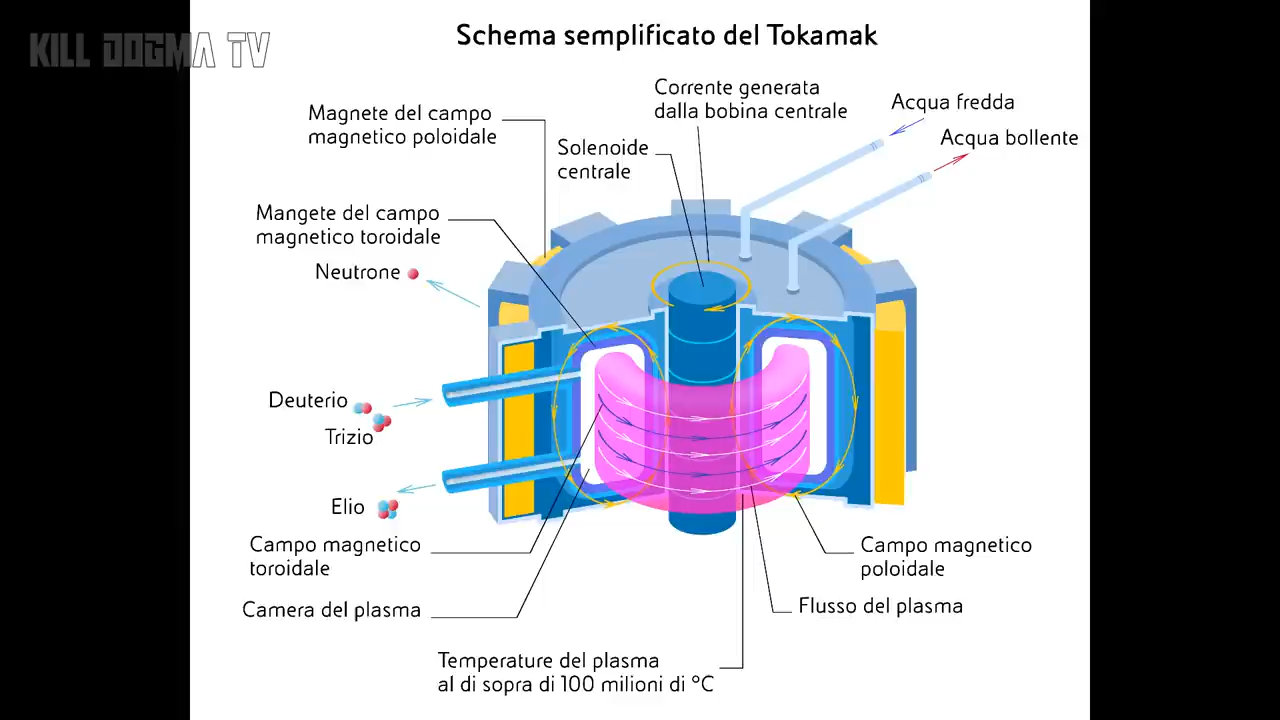 KILL DOGMA TV
Schema semplificato del Tokamak
Corrente generata
dalla bobina centrale
Acqua fredda
Acqua bollente
Magnete del campo
magnetico poloidale
Solenoide
centrale
Mangete del campo
magnetico toroidale
Neutrone
Deuterio
Trizio
Elio
Campo magnetico
toroidale
Campo magnetico
poloidale
Camera del plasma
Flusso del plasma
Temperature del plasma
al di sopra di 100 milioni di °C